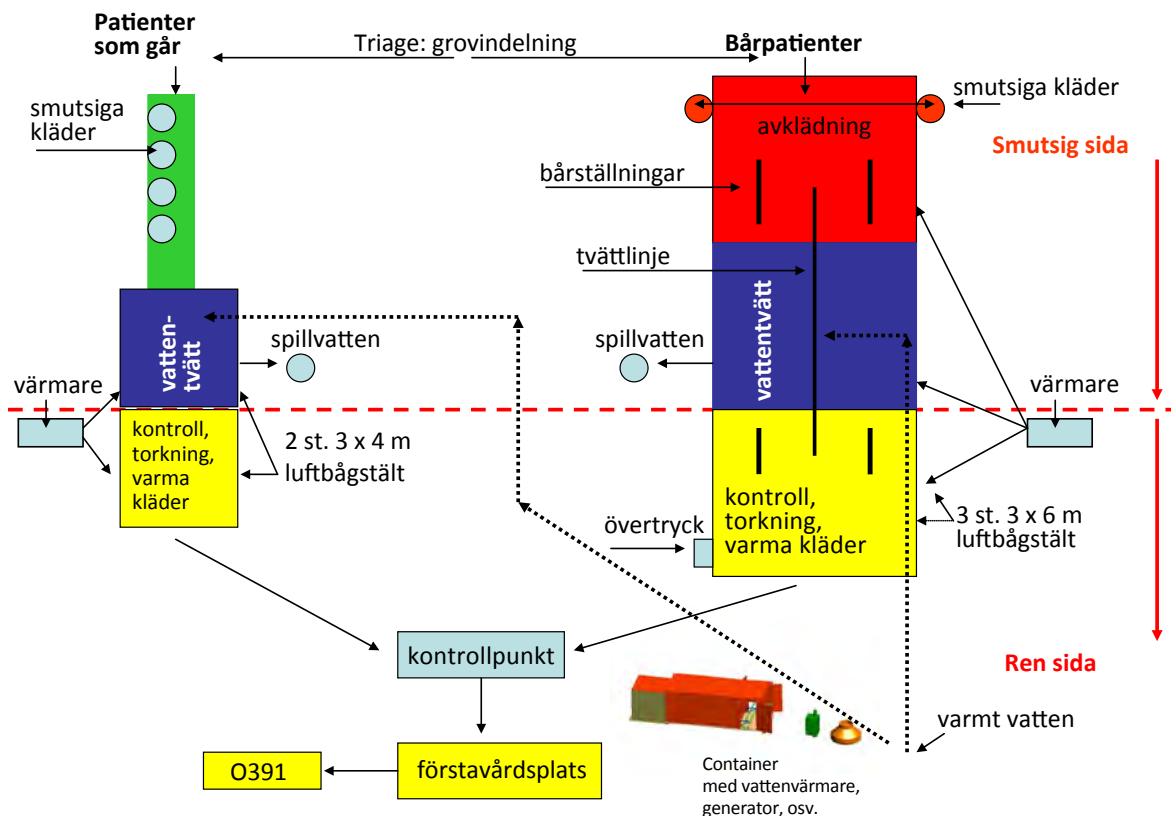 Patienter
som går
Triage: grovindelning
Bårpatienter
smutsiga
kläder
smutsiga kläder
avklädning
Smutsig sida
bårställningar
tvättlinje
vatten-
tvätt
spillvatten
spillvatten
vattentvätt
värmare
värmare
kontroll,
torkning,
varma
kläder
2 st. 3 x 4 m
luftbågstält
kontroll,
torkning,
varma kläder
övertryck
3 st. 3 x 6 m
luftbågstält
kontrollpunkt
Ren sida
varmt vatten
O391
förstavårdsplats
Container
med vattenvärmare,
generator, osv.